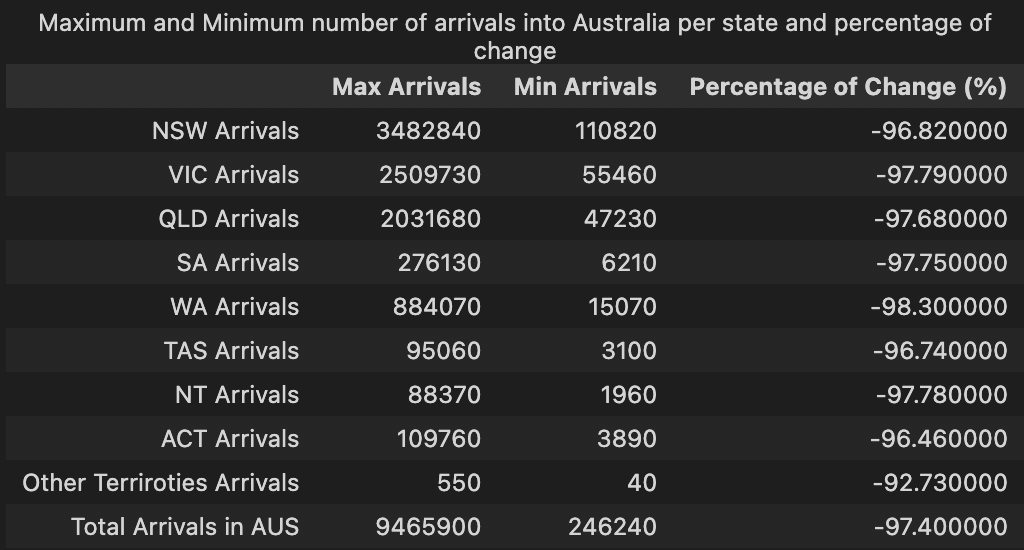 Maximum and Minimum number of arrivals into Australia per state and percentage of
change
Max Arrivals Min Arrivals Percentage of Change (%)
NSW Arrivals 3482840 110820 -96.820000
VIC Arrivals 2509730 55460 -97.790000
QLD Arrivals 2031680 47230 -97.680000
SA Arrivals 276130 6210 -97.750000
WA Arrivals 884070 15070 -98.300000
TAS Arrivals 95060 3100 -96.740000
NT Arrivals 88370 1960 -97.780000
ACT Arrivals 109760 3890 -96.460000
Other Terriroties Arrivals 550 40 -92.730000
Total Arrivals in AUS 9465900 246240 -97.400000